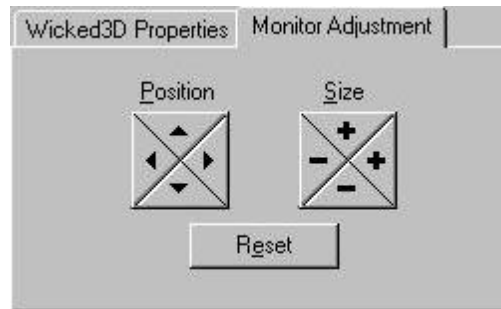 Wicked3D Properties
Monitor Adjustment
Position
Size
Reset